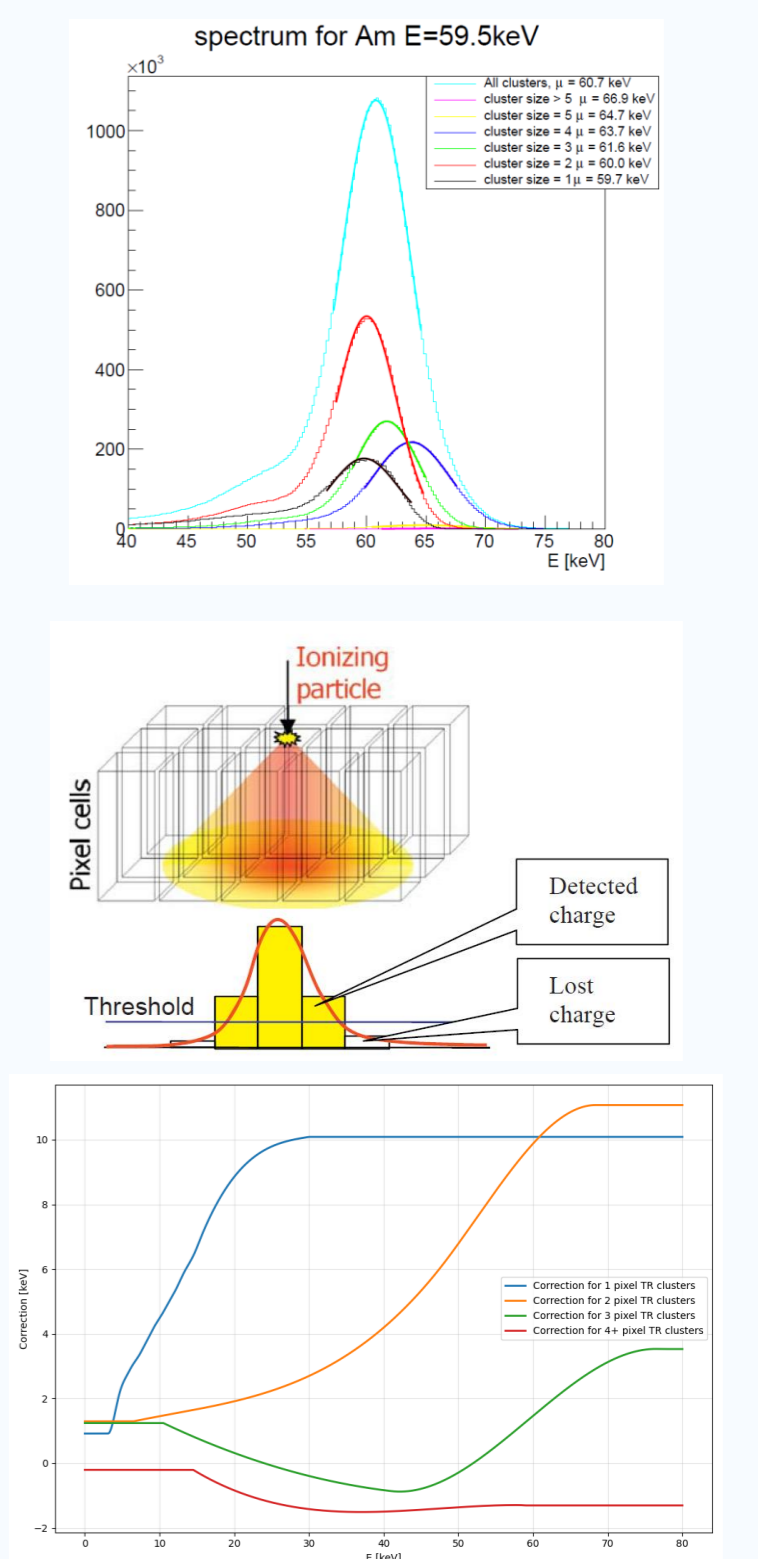 spectrum for Am E=59.5keV
×10³
All clusters, μ = 60.7 keV
cluster size > 5 μ = 66.9 keV
cluster size = 5 μ = 64.7 keV
cluster size = 4 μ = 63.7 keV
cluster size = 3 μ = 61.6 keV
cluster size = 2 μ = 60.0 keV
cluster size = 1 μ = 59.7 keV
1000
800
600
400
200
0
40 45 50 55 60 65 70 75 80
E [keV]
Ionizing
particle
Pixel cells
Detected
charge
Lost
charge
Threshold
10
8
6
4
2
0
−2
Correction [keV]
Correction for 1 pixel TR clusters
Correction for 2 pixel TR clusters
Correction for 3 pixel TR clusters
Correction for 4+ pixel TR clusters
0 10 20 30 40 50 60 70 80
E [keV]